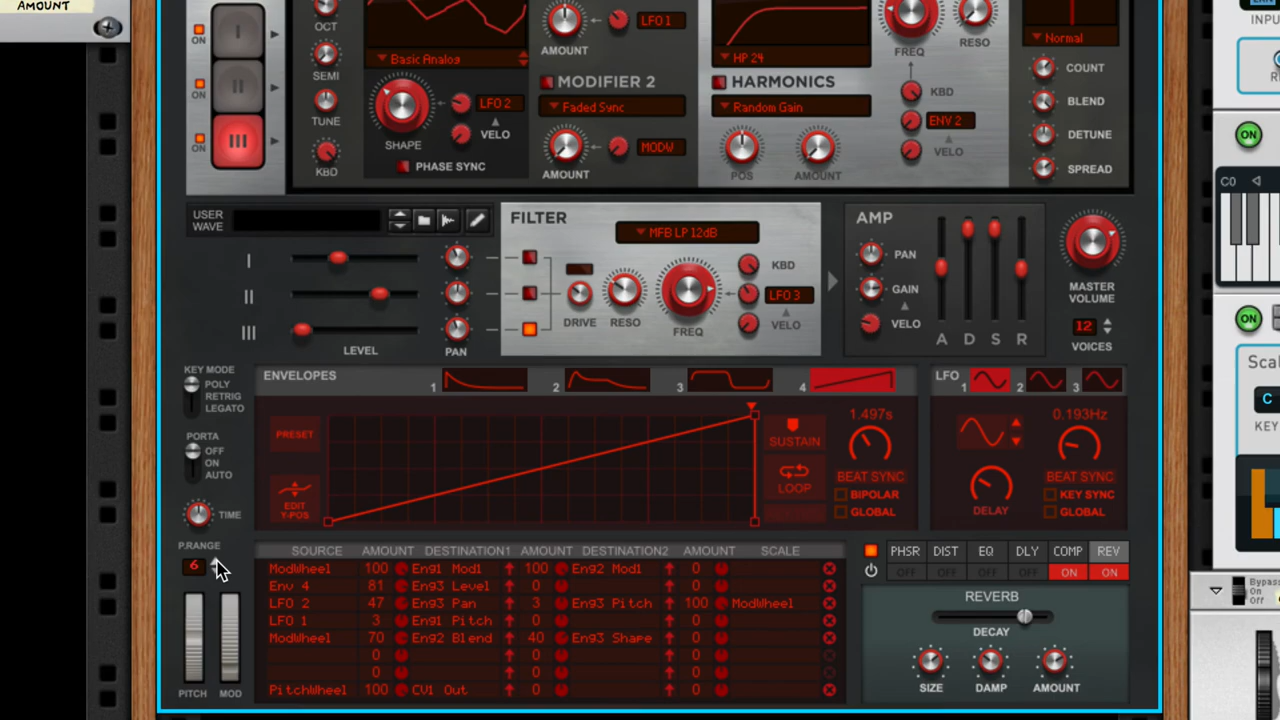 AMOUNT
ON
I
OCT
Basic Analog
AMOUNT
LFO 1
HP 24
FREQ
RESO
Normal
INPU
ON
II
SEMI
MODIFIER 2
HARMONICS
COUNT
TUNE
LFO 2
Faded Sync
Random Gain
KBD
BLEND
VELO
ENV 2
DETUNE
ON
III
KBD
SHAPE
MODW
VELO
ON
PHASE SYNC
AMOUNT
POS
AMOUNT
SPREAD
C0
USER
WAVE
FILTER
MFB LP 12dB
AMP
I
KBD
PAN
II
LFO 3
GAIN
MASTER
VOLUME
III
DRIVE
RESO
FREQ
VELO
VELO
12
ON
LEVEL
PAN
A D S R
VOICES
KEY MODE
POLY
RETRIG
LEGATO
ENVELOPES
1 2 3 4
LFO
1 2 3
Scal
C
KEY
PORTA
OFF
ON
AUTO
PRESET
EDIT
Y-POS
SUSTAIN
LOOP
1.497s
BEAT SYNC
BIPOLAR
GLOBAL
0.193Hz
DELAY
BEAT SYNC
KEY SYNC
GLOBAL
TIME
P.RANGE
6
SOURCE AMOUNT DESTINATION1 AMOUNT DESTINATION2 AMOUNT SCALE
ModWheel 100 Eng1 Mod1 100 Eng2 Mod1 0
Env 4 81 Eng3 Level 0 0
LFO 2 47 Eng3 Pan 3 Eng3 Pitch 100 ModWheel
LFO 1 3 Eng1 Pitch 0 0
ModWheel 70 Eng2 Blend 40 Eng3 Shape 0
0 0 0
0 0 0
PitchWheel 100 CV1 Out 0 0
PITCH MOD
PHSR DIST EQ DLY COMP REV
OFF OFF OFF OFF ON ON
REVERB
DECAY
SIZE DAMP AMOUNT
Bypass
On
Off